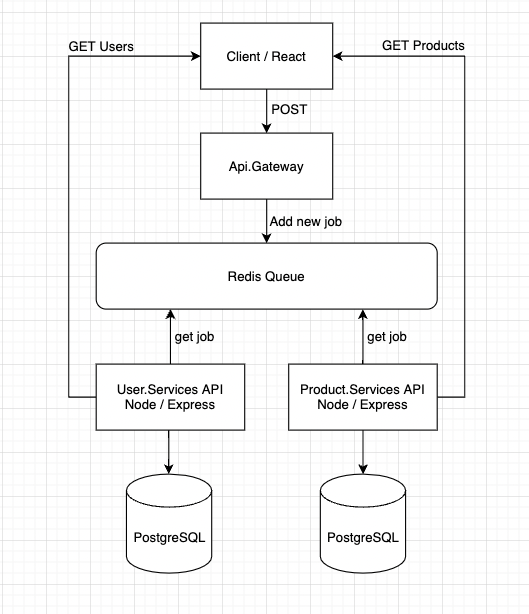 GET Users
Client / React
GET Products
POST
Api.Gateway
Add new job
Redis Queue
get job
get job
User.Services API
Node / Express
Product.Services API
Node / Express
PostgreSQL
PostgreSQL